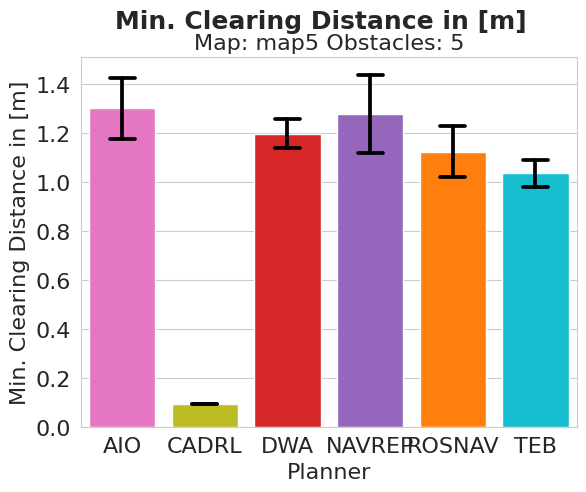 Min. Clearing Distance in [m]
Map: map5 Obstacles: 5
Min. Clearing Distance in [m]
1.4
1.2
1.0
0.8
0.6
0.4
0.2
0.0
AIO CADRL DWA NAVREP ROSNAV TEB
Planner